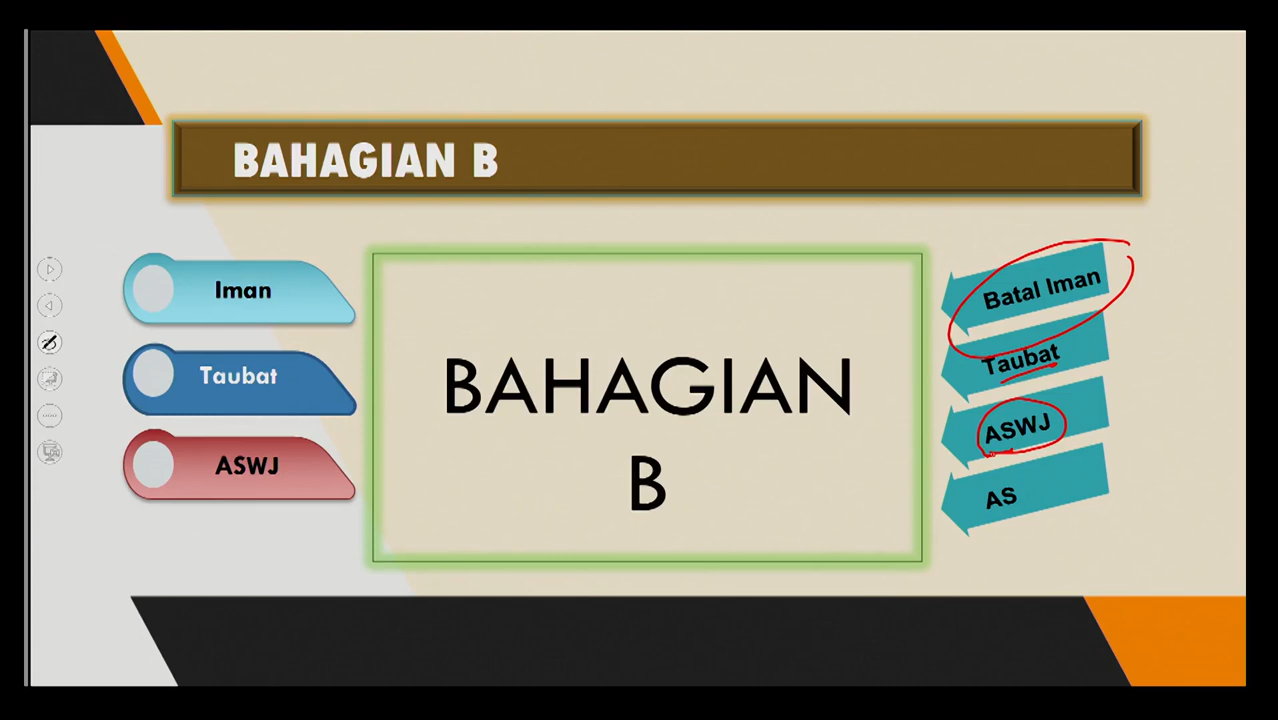 BAHAGIAN B
Iman
Taubat
ASWJ
BAHAGIAN
B
Batal Iman
Taubat
ASWJ
AS